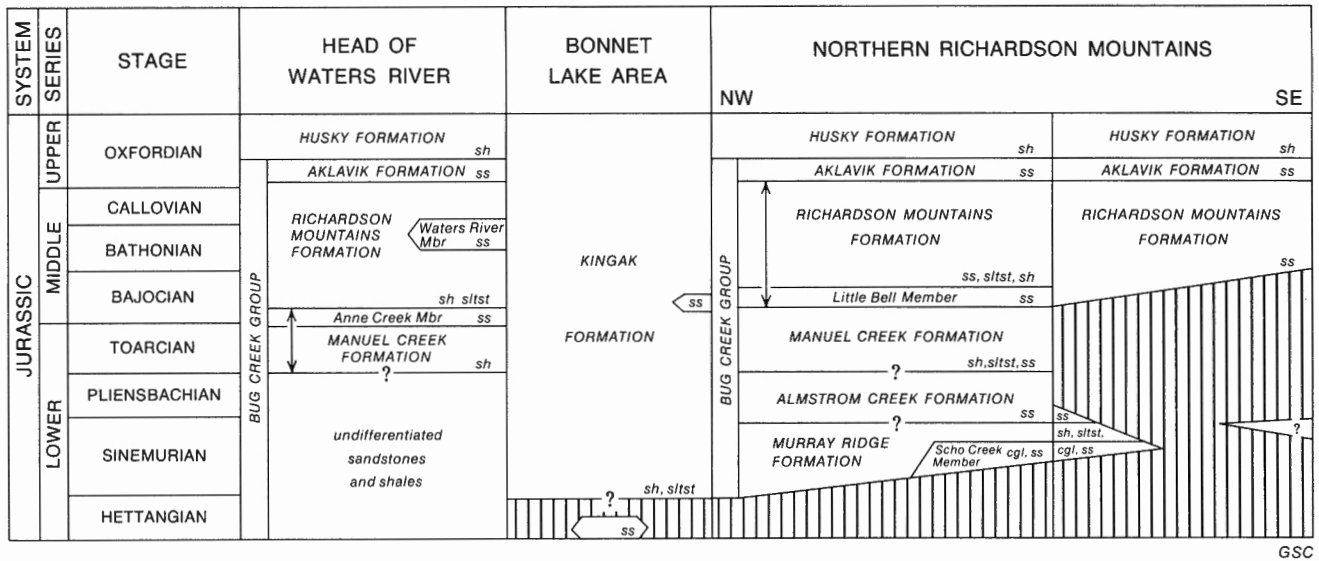 SYSTEM
SERIES
STAGE
HEAD OF
WATERS RIVER
BONNET
LAKE AREA
NORTHERN RICHARDSON MOUNTAINS
NW
SE
JURASSIC
UPPER
MIDDLE
LOWER
OXFORDIAN
CALLOVIAN
BATHONIAN
BAJOCIAN
TOARCIAN
PLIENSBACHIAN
SINEMURIAN
HETTANGIAN
BUG CREEK GROUP
HUSKY FORMATION
sh
AKLAVIK FORMATION ss
RICHARDSON
MOUNTAINS
FORMATION
Waters River
Mbr ss
sh sltst
Anne Creek Mbr ss
MANUEL CREEK
FORMATION
sh
?
undifferentiated
sandstones
and shales
KINGAK
ss
FORMATION
sh, sltst
?
ss
BUG CREEK GROUP
HUSKY FORMATION
sh
AKLAVIK FORMATION ss
RICHARDSON MOUNTAINS
FORMATION
ss, sltst, sh
Little Bell Member ss
MANUEL CREEK FORMATION
sh,sltst,ss
?
ALMSTROM CREEK FORMATION
ss
?
MURRAY RIDGE
FORMATION
Scho Creek
Member
cgl, ss
HUSKY FORMATION
sh
AKLAVIK FORMATION ss
RICHARDSON MOUNTAINS
FORMATION
ss
ss
sh, sltst,
cgl, ss
?
GSC